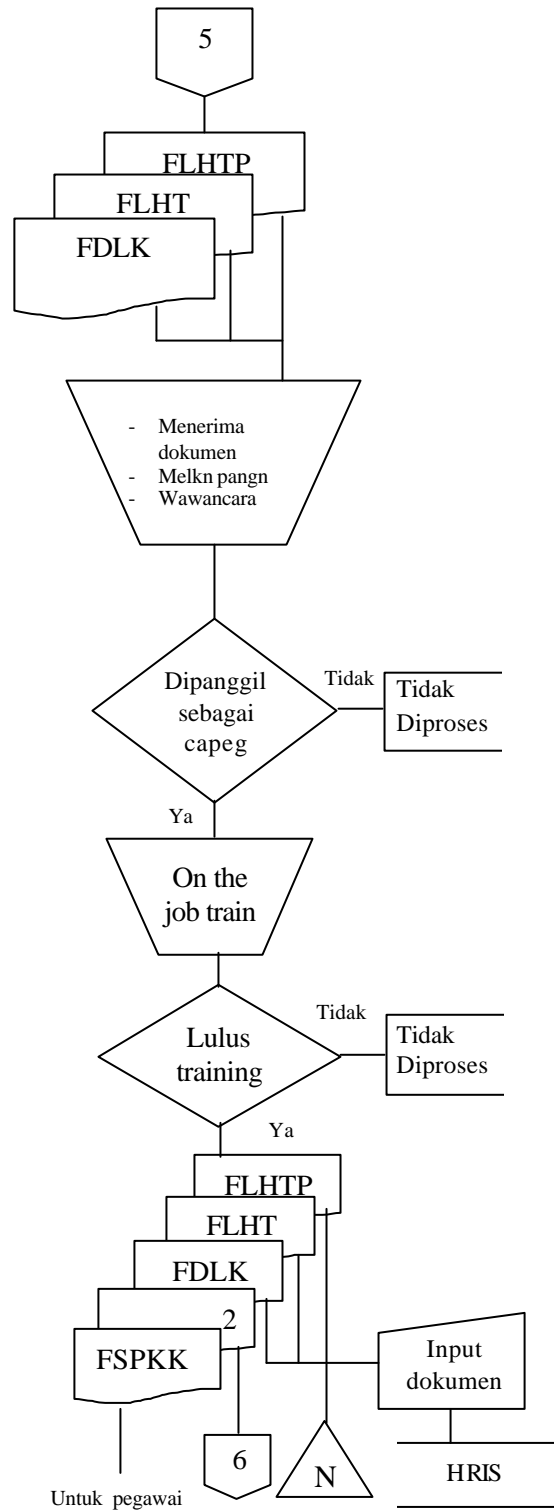 5
FLHTP
FLHT
FDLK
- Menerima
dokumen
- Melkn pangn
- Wawancara
Dipanggil
sebagai
capeg
Tidak
Tidak
Diproses
Ya
On the
job train
Lulus
training
Tidak
Tidak
Diproses
Ya
FLHTP
FLHT
FDLK
2
FSPKK
Input
dokumen
6
N
HRIS
Untuk pegawai